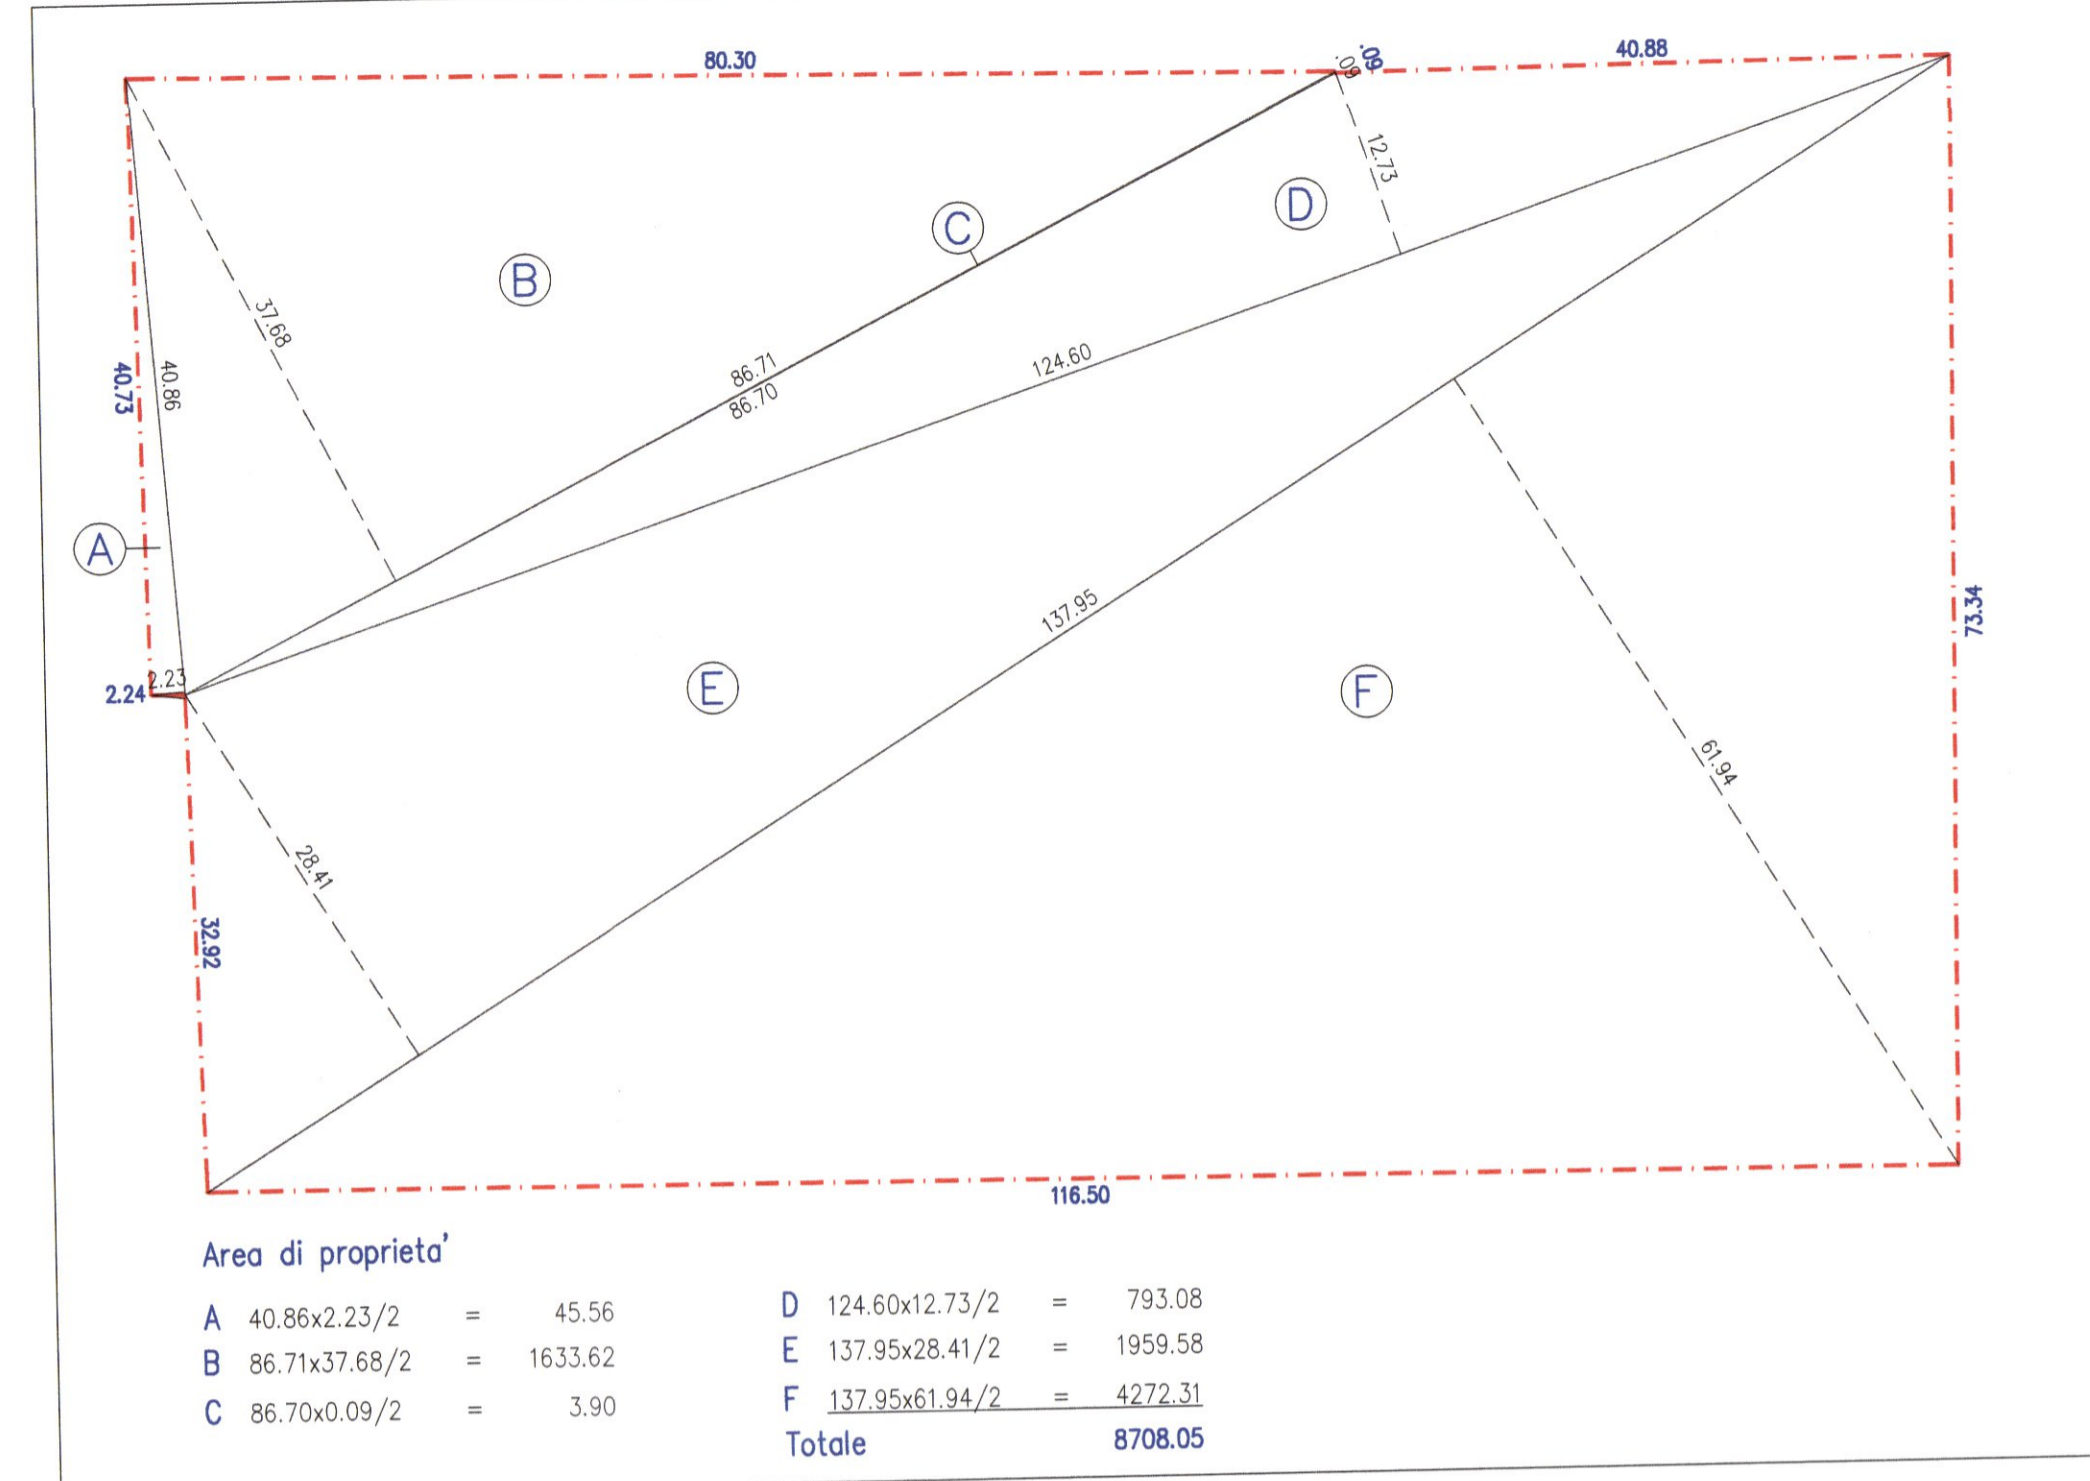 80.30
.09
.09
40.88
12.73
D
C
B
37.68
86.71
86.70
124.60
40.73
40.86
A
137.95
73.34
2.23
2.24
E
F
61.94
28.41
32.92
116.50
Area di proprieta'
A 40.86x2.23/2 = 45.56
B 86.71x37.68/2 = 1633.62
C 86.70x0.09/2 = 3.90
D 124.60x12.73/2 = 793.08
E 137.95x28.41/2 = 1959.58
F 137.95x61.94/2 = 4272.31
Totale 8708.05